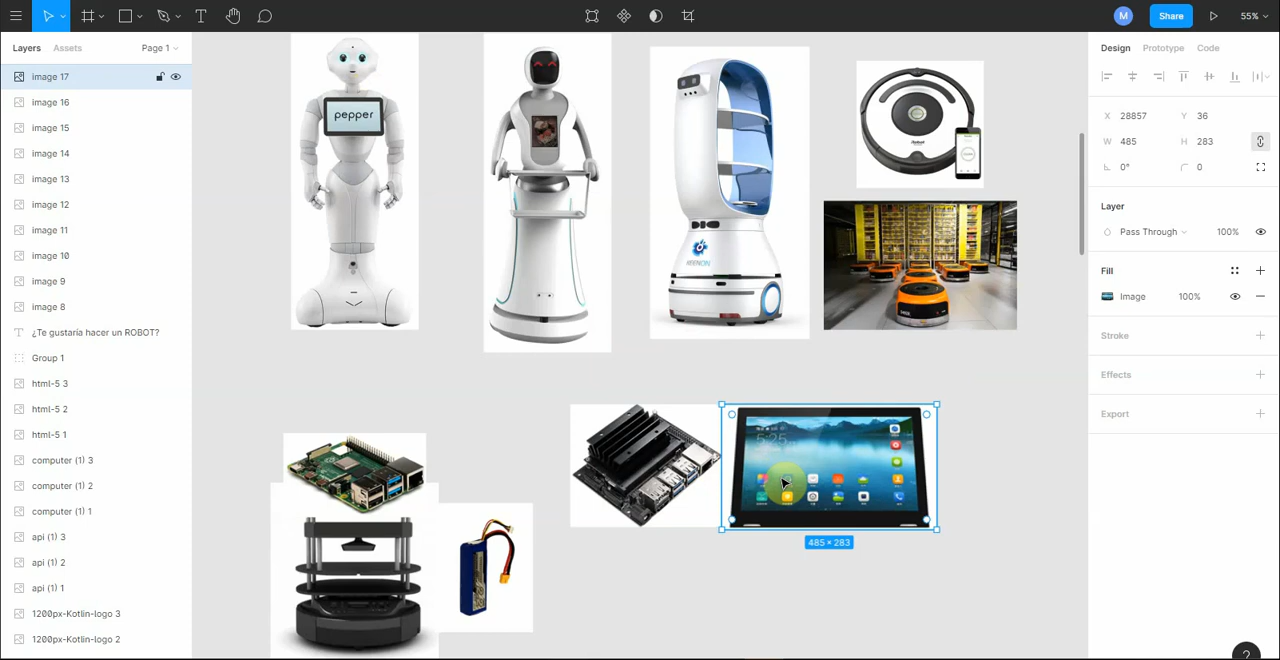 M
Share
55%
Layers
Assets
Page 1
image 17
image 16
image 15
image 14
image 13
image 12
image 11
image 10
image 9
image 8
¿Te gustaría hacer un ROBOT?
Group 1
html-5 3
html-5 2
html-5 1
computer (1) 3
computer (1) 2
computer (1) 1
api (1) 3
api (1) 2
api (1) 1
1200px-Kotlin-logo 3
1200px-Kotlin-logo 2
pepper
5:25
485 × 283
Design
Prototype
Code
X 28857
Y 36
W 485
H 283
0°
0
Layer
Pass Through
100%
Fill
Image
100%
Stroke
Effects
Export
?